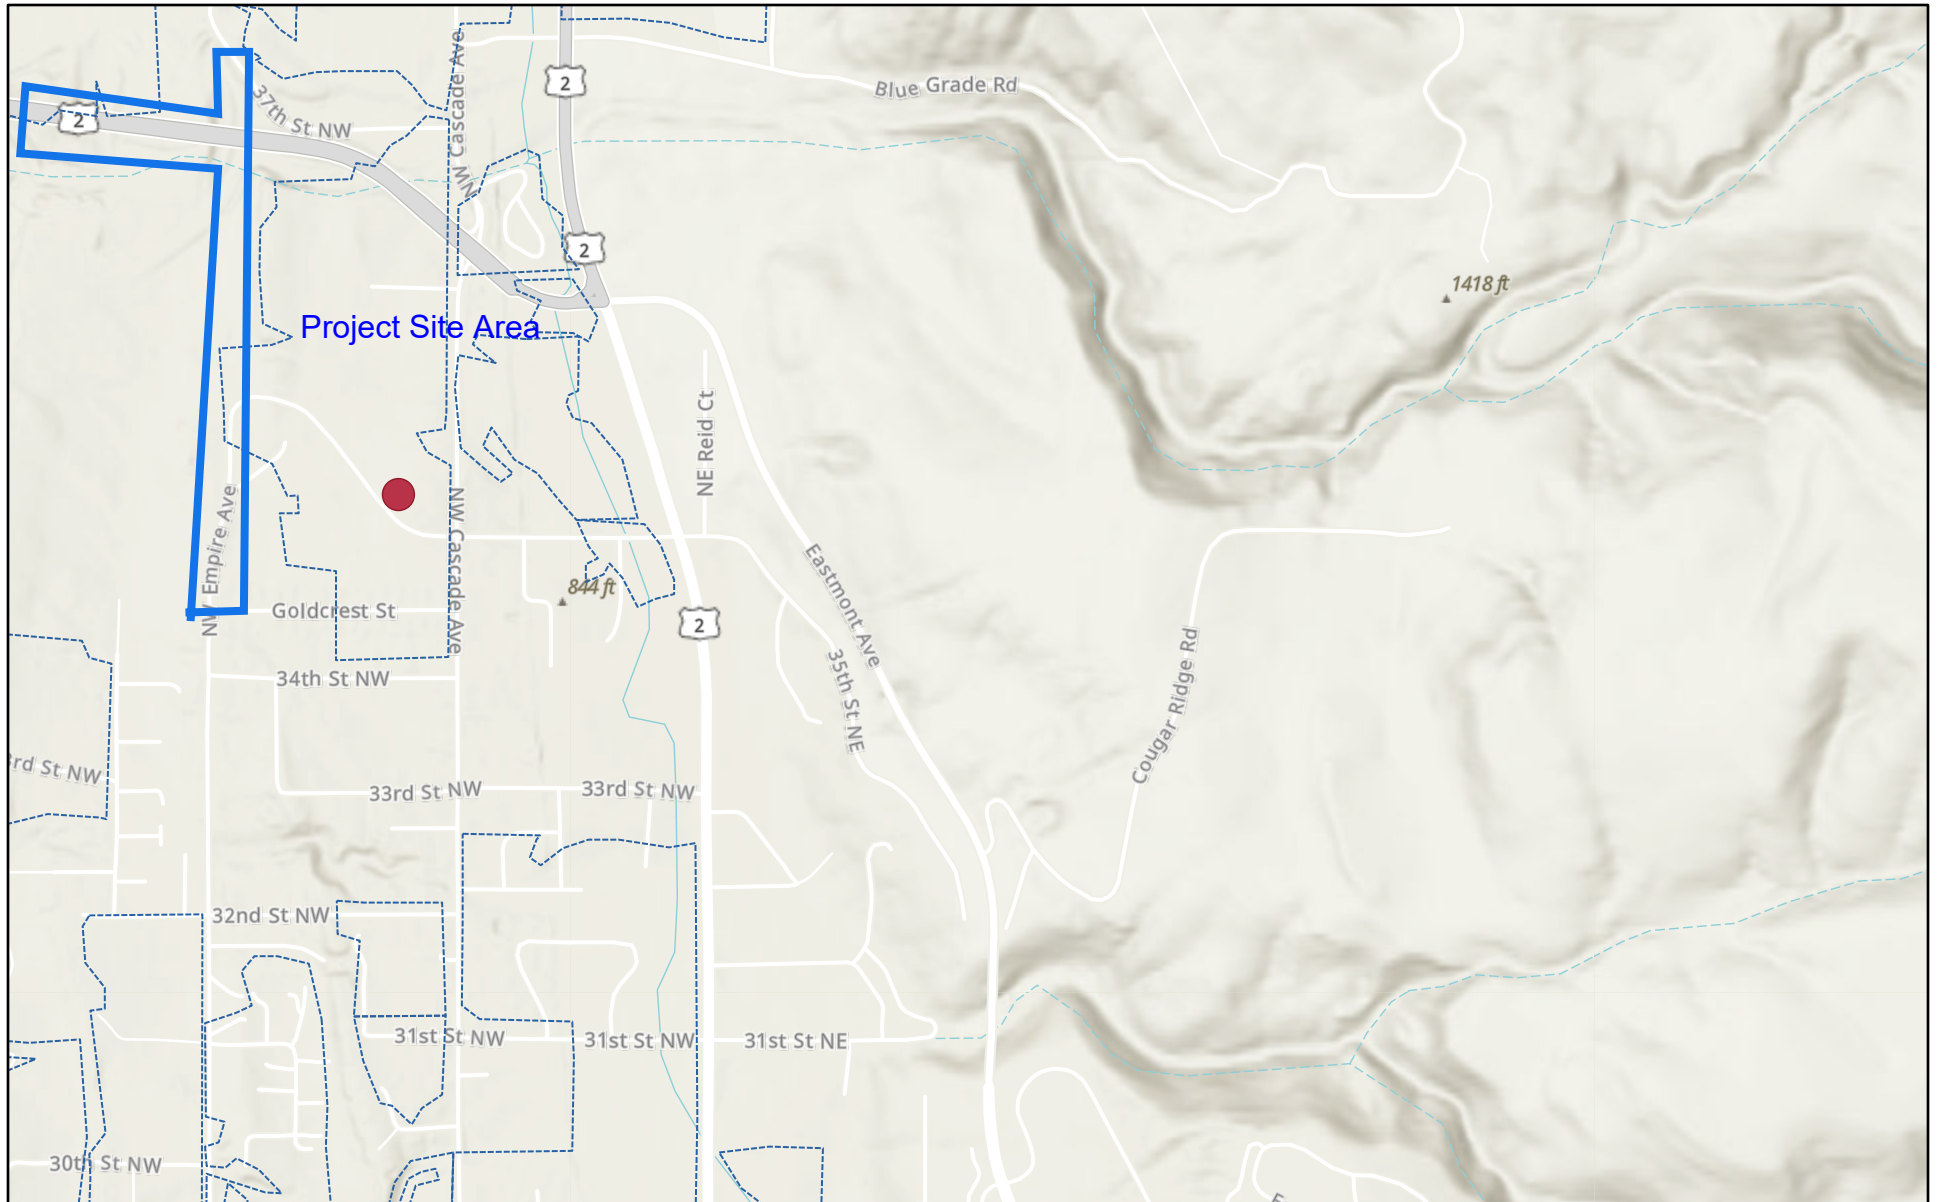 NW Cascade Ave
2
Blue Grade Rd
37th St NW
2
2
1418 ft
Project Site Area
NE Reid Ct
NW Empire Ave
NW Cascade Ave
Eastmont Ave
844 ft
Goldcrest St
2
34th St NW
35th St NE
Cougar Ridge Rd
3rd St NW
33rd St NW
33rd St NW
32nd St NW
31st St NW
31st St NW
31st St NE
30th St NW